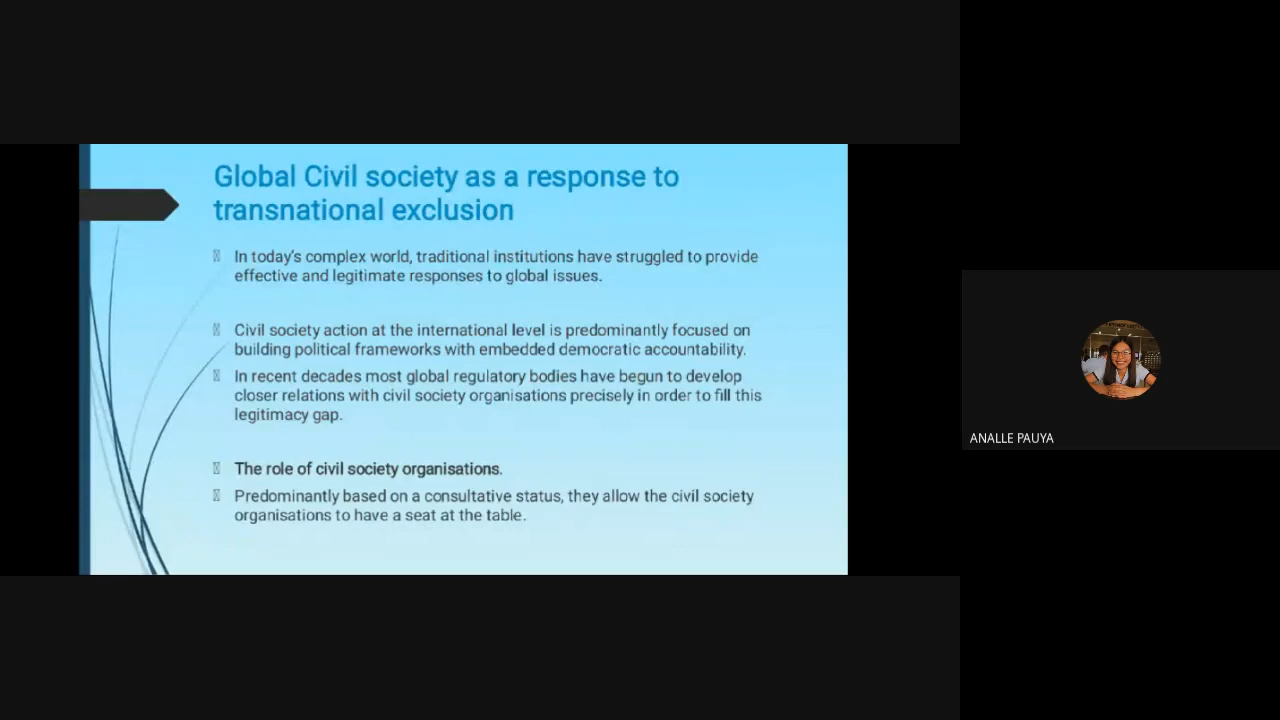 Global Civil society as a response to
transnational exclusion
In today's complex world, traditional institutions have struggled to provide
effective and legitimate responses to global issues.
Civil society action at the international level is predominantly focused on
building political frameworks with embedded democratic accountability.
In recent decades most global regulatory bodies have begun to develop
closer relations with civil society organisations precisely in order to fill this
legitimacy gap.
The role of civil society organisations.
Predominantly based on a consultative status, they allow the civil society
organisations to have a seat at the table.
ANALLE PAUYA